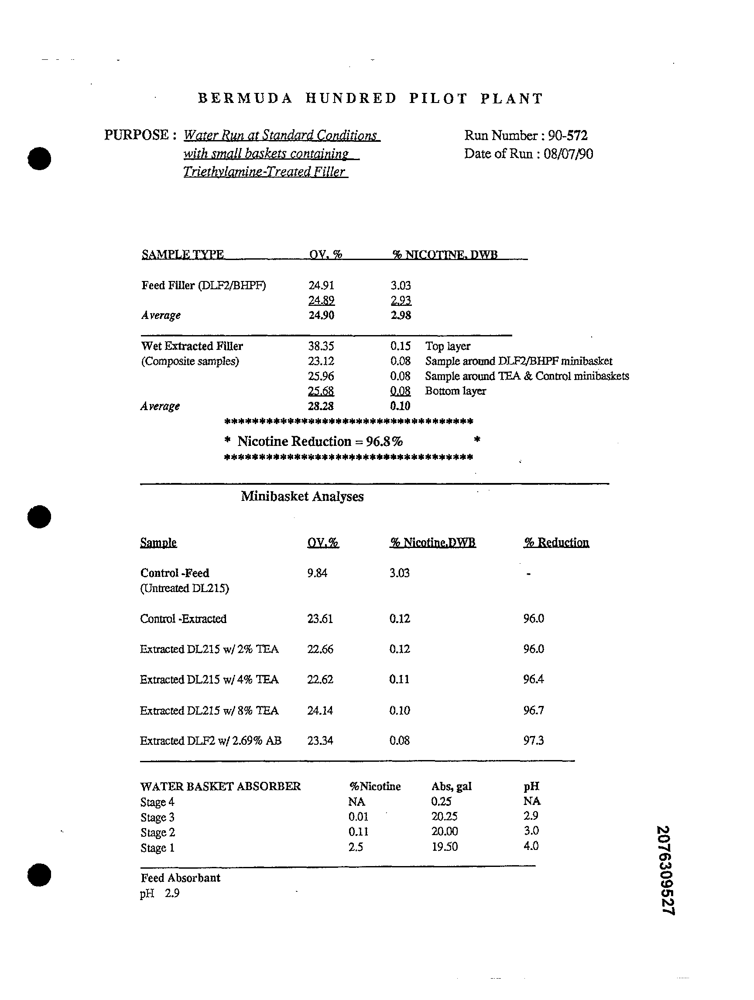 BERMUDA HUNDRED PILOT PLANT
PURPOSE : Water Run at Standard Conditions Run Number : 90-572
with small baskets containing Date of Run : 08/07/90
Triethylamine-Treated Filler
SAMPLE TYPE OV, % % NICOTINE, DWB
Feed Filler (DLF2/BHPF) 24.91 3.03
24.89 2.93
Average 24.90 2.98
Wet Extracted Filler 38.35 0.15 Top layer
(Composite samples) 23.12 0.08 Sample around DLF2/BHPF minibasket
25.96 0.08 Sample around TEA & Control minibaskets
25.68 0.08 Bottom layer
Average 28.28 0.10
************************************
* Nicotine Reduction = 96.8% *
************************************
Minibasket Analyses
Sample OV,% % Nicotine,DWB % Reduction
Control -Feed 9.84 3.03 -
(Untreated DL215)
Control -Extracted 23.61 0.12 96.0
Extracted DL215 w/ 2% TEA 22.66 0.12 96.0
Extracted DL215 w/ 4% TEA 22.62 0.11 96.4
Extracted DL215 w/ 8% TEA 24.14 0.10 96.7
Extracted DLF2 w/ 2.69% AB 23.34 0.08 97.3
WATER BASKET ABSORBER %Nicotine Abs, gal pH
Stage 4 NA 0.25 NA
Stage 3 0.01 20.25 2.9
Stage 2 0.11 20.00 3.0
Stage 1 2.5 19.50 4.0
Feed Absorbant
pH 2.9
2076309527